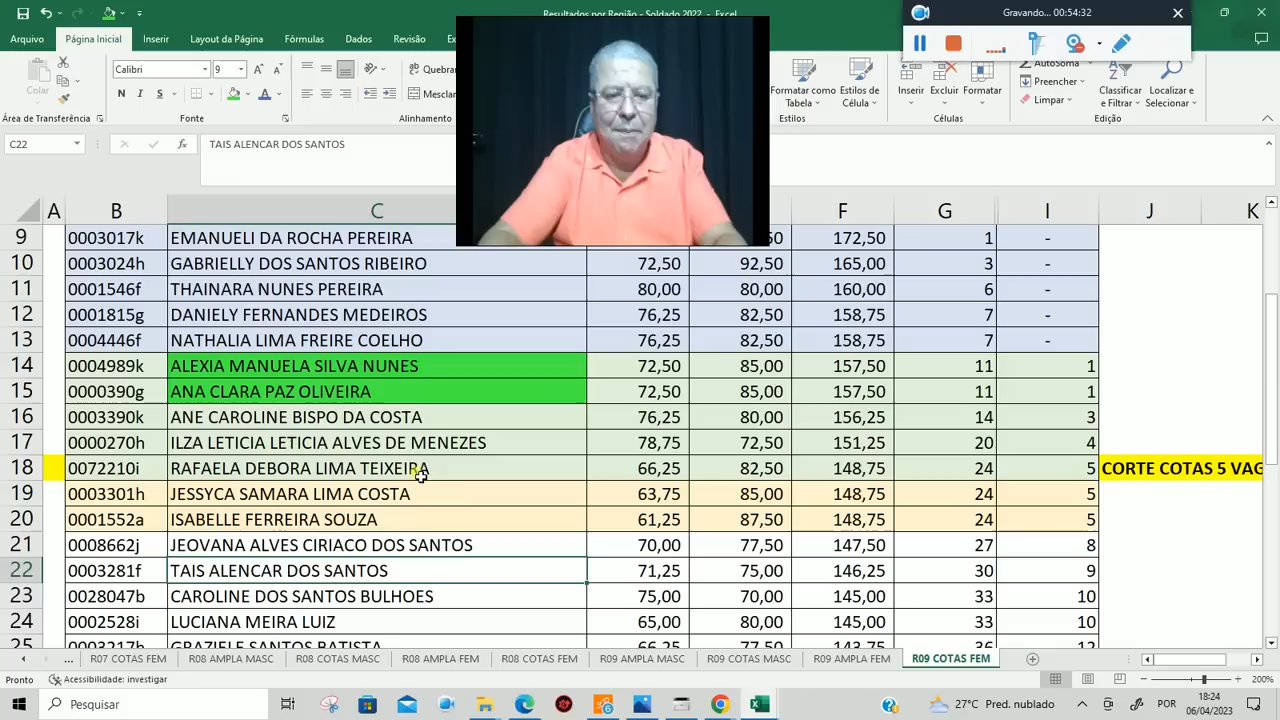 Resultados por Região - Soldado 2022 - Excel
Gravando... 00:54:32
Arquivo Página Inicial Inserir Layout da Página Fórmulas Dados Revisão
Colar
Calibri 9
N I S
Quebrar
Mesclar
AutoSoma
Preencher
Limpar
Formatar como Tabela
Estilos de Célula
Inserir Excluir Formatar
Classificar e Filtrar
Localizar e Selecionar
Área de Transferência Fonte Alinhamento Estilos Células Edição
C22 fx TAIS ALENCAR DOS SANTOS
A B C F G I J K
9 0003017k EMANUELI DA ROCHA PEREIRA 172,50 1 -
10 0003024h GABRIELLY DOS SANTOS RIBEIRO 72,50 92,50 165,00 3 -
11 0001546f THAINARA NUNES PEREIRA 80,00 80,00 160,00 6 -
12 0001815g DANIELY FERNANDES MEDEIROS 76,25 82,50 158,75 7 -
13 0004446f NATHALIA LIMA FREIRE COELHO 76,25 82,50 158,75 7 -
14 0004989k ALEXIA MANUELA SILVA NUNES 72,50 85,00 157,50 11 1
15 0000390g ANA CLARA PAZ OLIVEIRA 72,50 85,00 157,50 11 1
16 0003390k ANE CAROLINE BISPO DA COSTA 76,25 80,00 156,25 14 3
17 0000270h ILZA LETICIA LETICIA ALVES DE MENEZES 78,75 72,50 151,25 20 4
18 0072210i RAFAELA DEBORA LIMA TEIXEIRA 66,25 82,50 148,75 24 5 CORTE COTAS 5 VAG
19 0003301h JESSYCA SAMARA LIMA COSTA 63,75 85,00 148,75 24 5
20 0001552a ISABELLE FERREIRA SOUZA 61,25 87,50 148,75 24 5
21 0008662j JEOVANA ALVES CIRIACO DOS SANTOS 70,00 77,50 147,50 27 8
22 0003281f TAIS ALENCAR DOS SANTOS 71,25 75,00 146,25 30 9
23 0028047b CAROLINE DOS SANTOS BULHOES 75,00 70,00 145,00 33 10
24 0002528i LUCIANA MEIRA LUIZ 65,00 80,00 145,00 33 10
25 0003217h GRAZIELE SANTOS BATISTA 66,25 77,50 143,75 36 12
... R07 COTAS FEM R08 AMPLA MASC R08 COTAS MASC R08 AMPLA FEM R08 COTAS FEM R09 AMPLA MASC R09 COTAS MASC R09 AMPLA FEM R09 COTAS FEM
Pronto Acessibilidade: investigar 200%
Pesquisar 27°C Pred. nublado POR 18:24
06/04/2023